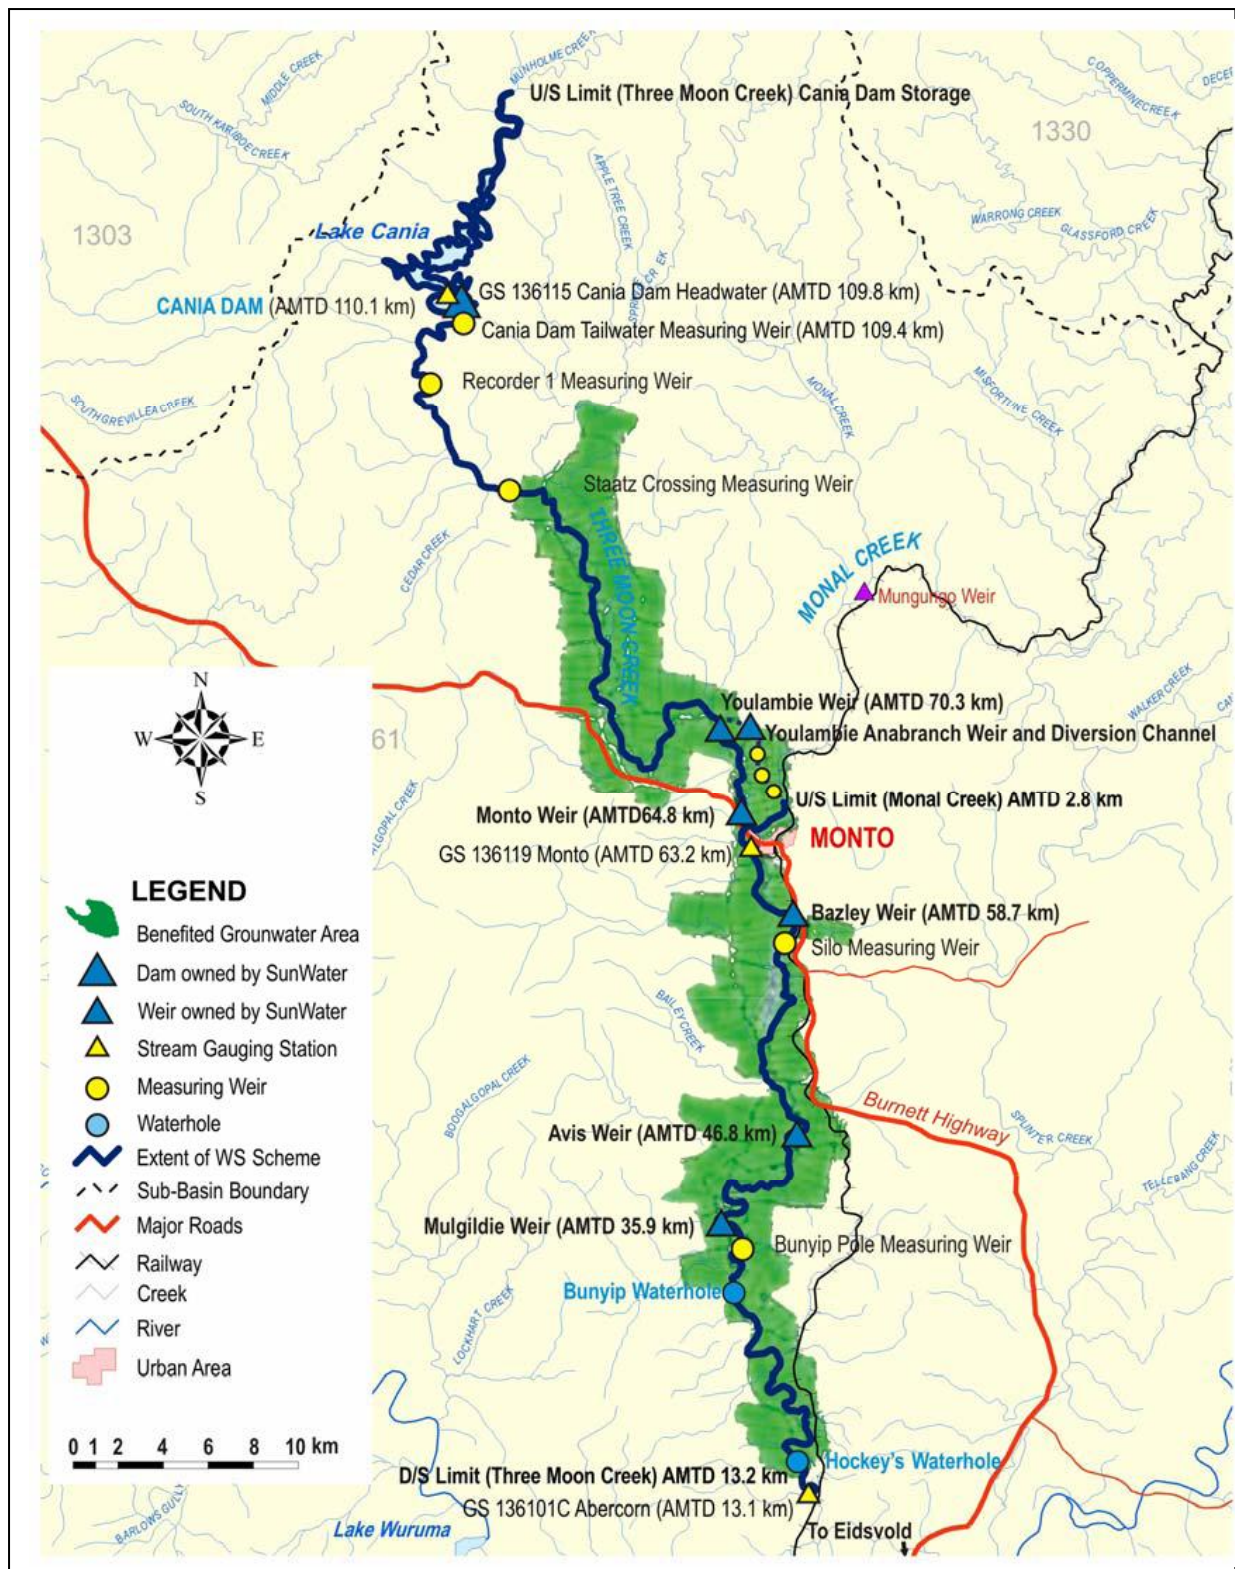 MUNHOLME CREEK
MIDDLE CREEK
COPPERMINE CREEK
U/S Limit (Three Moon Creek) Cania Dam Storage
SOUTH KARIBOE CREEK
1330
APPLE TREE CREEK
WARRONG CREEK
GLASSFORD CREEK
1303
Lake Cania
GS 136115 Cania Dam Headwater (AMTD 109.8 km)
CANIA DAM (AMTD 110.1 km)
Cania Dam Tailwater Measuring Weir (AMTD 109.4 km)
Recorder 1 Measuring Weir
MONAL CREEK
MISFORTUNE CREEK
SOUTH GREVILLEA CREEK
Staatz Crossing Measuring Weir
THREE MOON CREEK
CEDAR CREEK
MONAL CREEK
Mungungo Weir
WALKER CREEK
N
W E
S
61
Youlambie Weir (AMTD 70.3 km)
Youlambie Anabranch Weir and Diversion Channel
U/S Limit (Monal Creek) AMTD 2.8 km
Monto Weir (AMTD64.8 km)
MONTO
GS 136119 Monto (AMTD 63.2 km)
Bazley Weir (AMTD 58.7 km)
Silo Measuring Weir
BAILEY CREEK
BOOGALGOPAL CREEK
Burnett Highway
SPLINTER CREEK
TELLEBANG CREEK
Avis Weir (AMTD 46.8 km)
Mulgildie Weir (AMTD 35.9 km)
Bunyip Pole Measuring Weir
Bunyip Waterhole
LOCKHART CREEK
Hockey's Waterhole
D/S Limit (Three Moon Creek) AMTD 13.2 km
GS 136101C Abercorn (AMTD 13.1 km)
To Eidsvold
Lake Wuruma
BARLOWS GULLY
LEGEND
Benefited Grounwater Area
Dam owned by SunWater
Weir owned by SunWater
Stream Gauging Station
Measuring Weir
Waterhole
Extent of WS Scheme
Sub-Basin Boundary
Major Roads
Railway
Creek
River
Urban Area
0 1 2 4 6 8 10 km